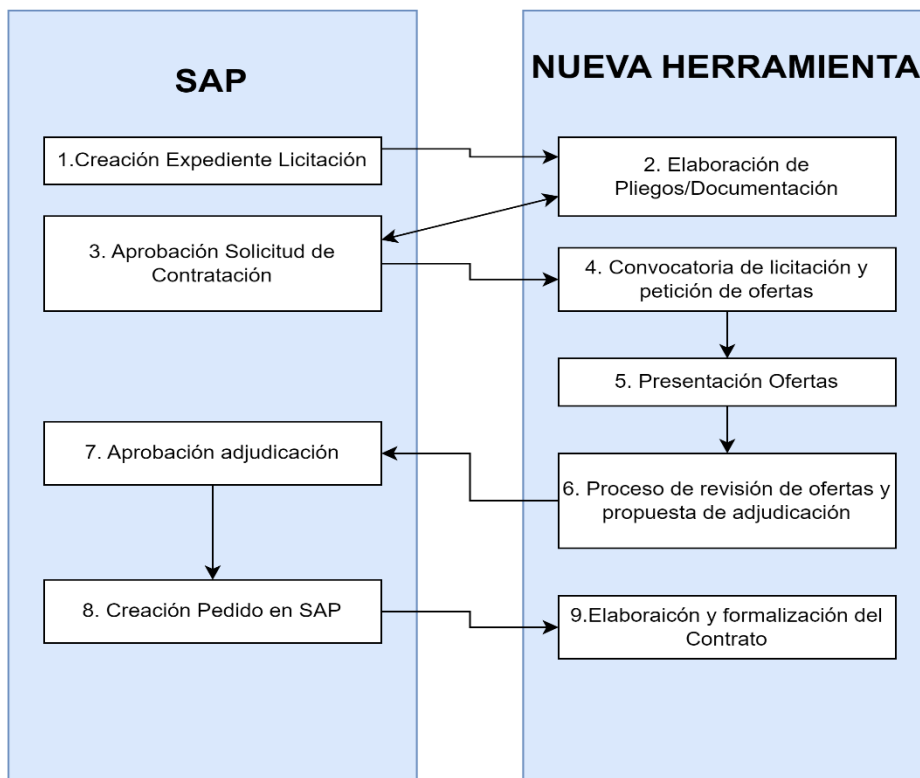 SAP
NUEVA HERRAMIENTA
1.Creación Expediente Licitación
2. Elaboración de
Pliegos/Documentación
3. Aprobación Solicitud de
Contratación
4. Convocatoria de licitación y
petición de ofertas
5. Presentación Ofertas
6. Proceso de revisión de ofertas y
propuesta de adjudicación
7. Aprobación adjudicación
8. Creación Pedido en SAP
9.Elaboraicón y formalización del
Contrato